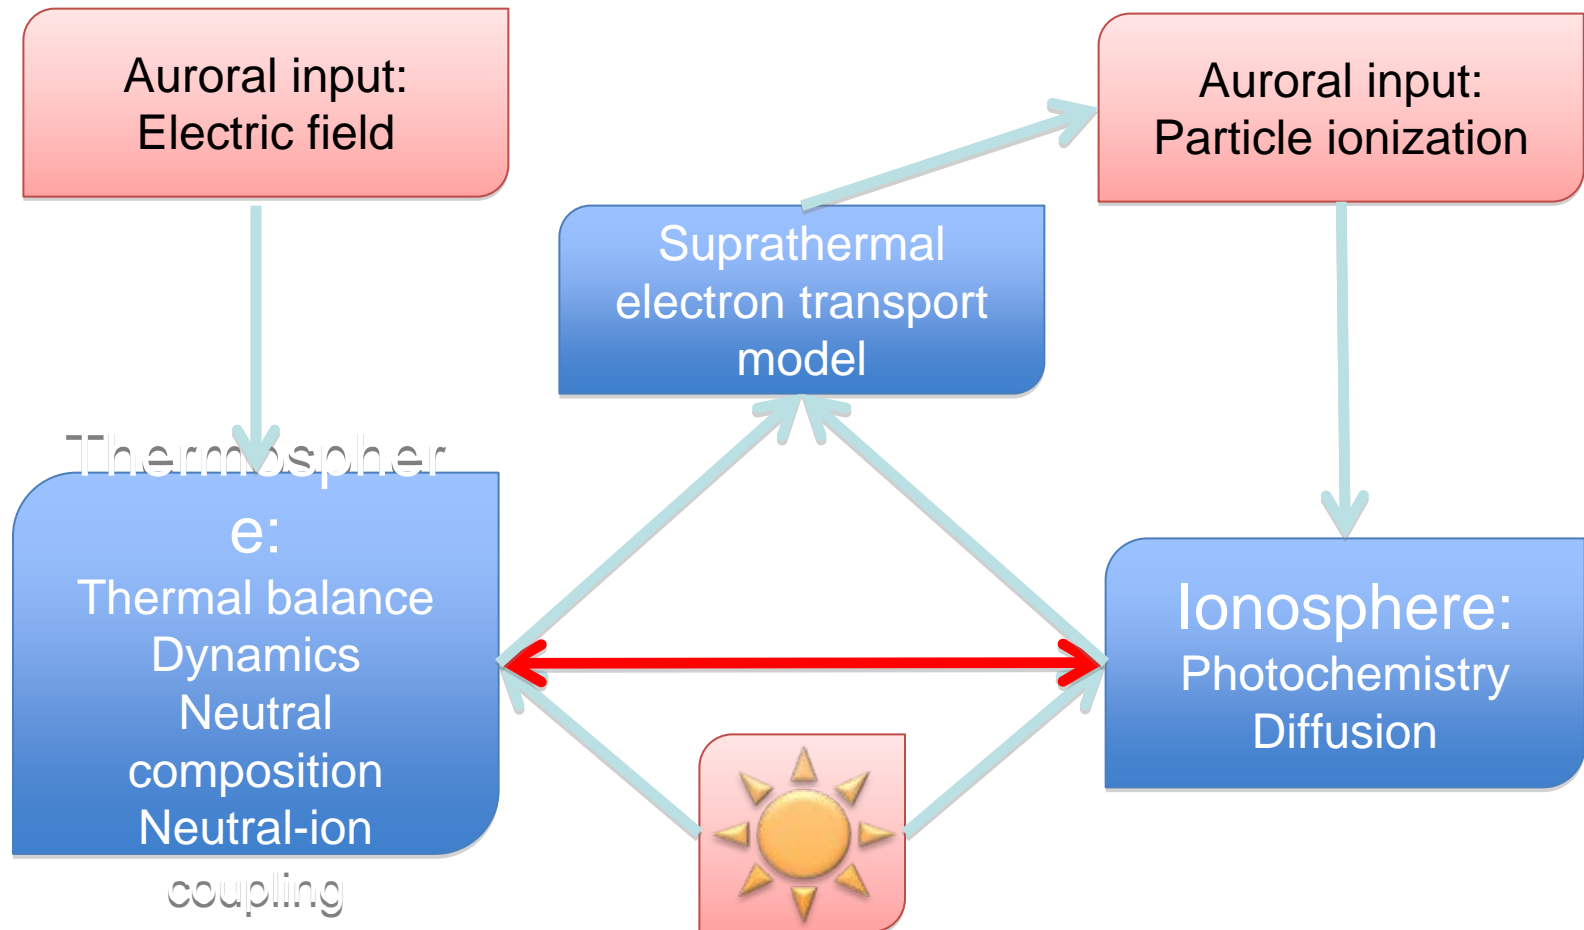 Auroral input:
Electric field
Auroral input:
Particle ionization
Suprathermal
electron transport
model
Thermospher
e:
Thermal balance
Dynamics
Neutral
composition
Neutral-ion
coupling
Ionosphere:
Photochemistry
Diffusion